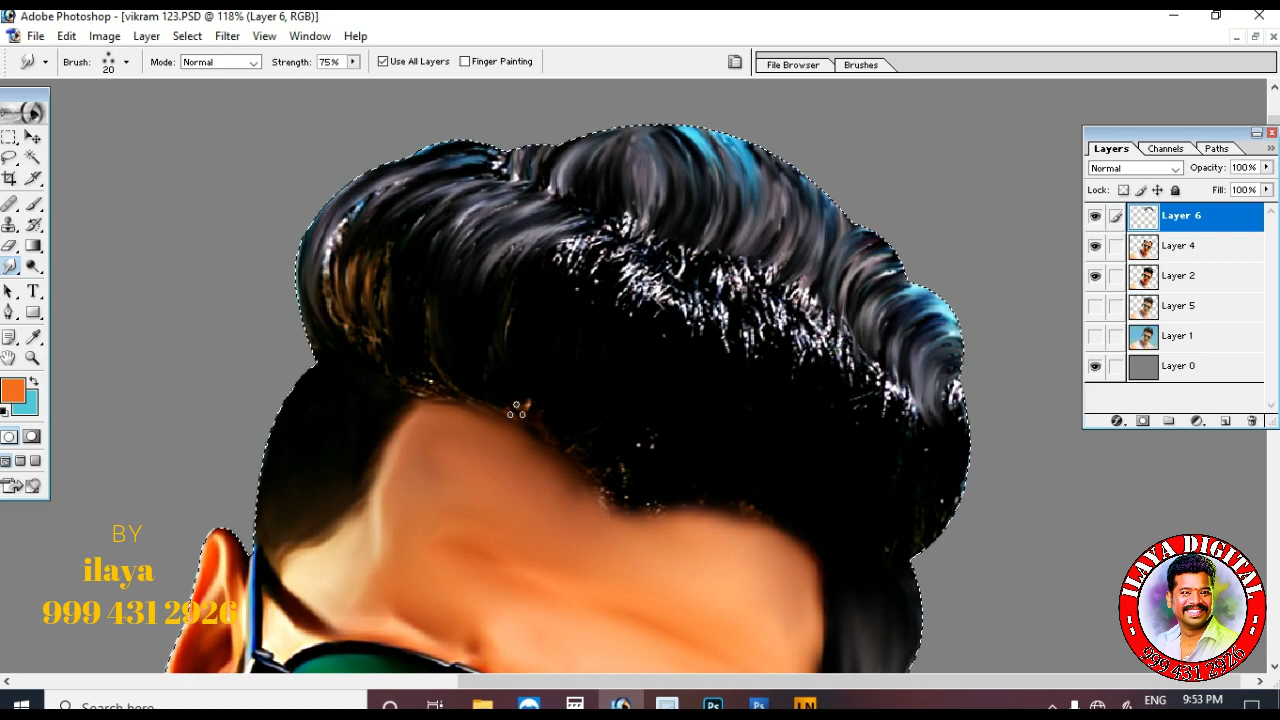 Adobe Photoshop - [vikram 123.PSD @ 118% (Layer 6, RGB)]
File Edit Image Layer Select Filter View Window Help
Brush: 20 Mode: Normal Strength: 75% Use All Layers Finger Painting File Browser Brushes
Layers Channels Paths
Normal Opacity: 100%
Lock: Fill: 100%
Layer 6
Layer 4
Layer 2
Layer 5
Layer 1
Layer 0
BY
ilaya
999 431 2926
ILAYA DIGITAL
999 431 2926
Search here
ENG 9:53 PM